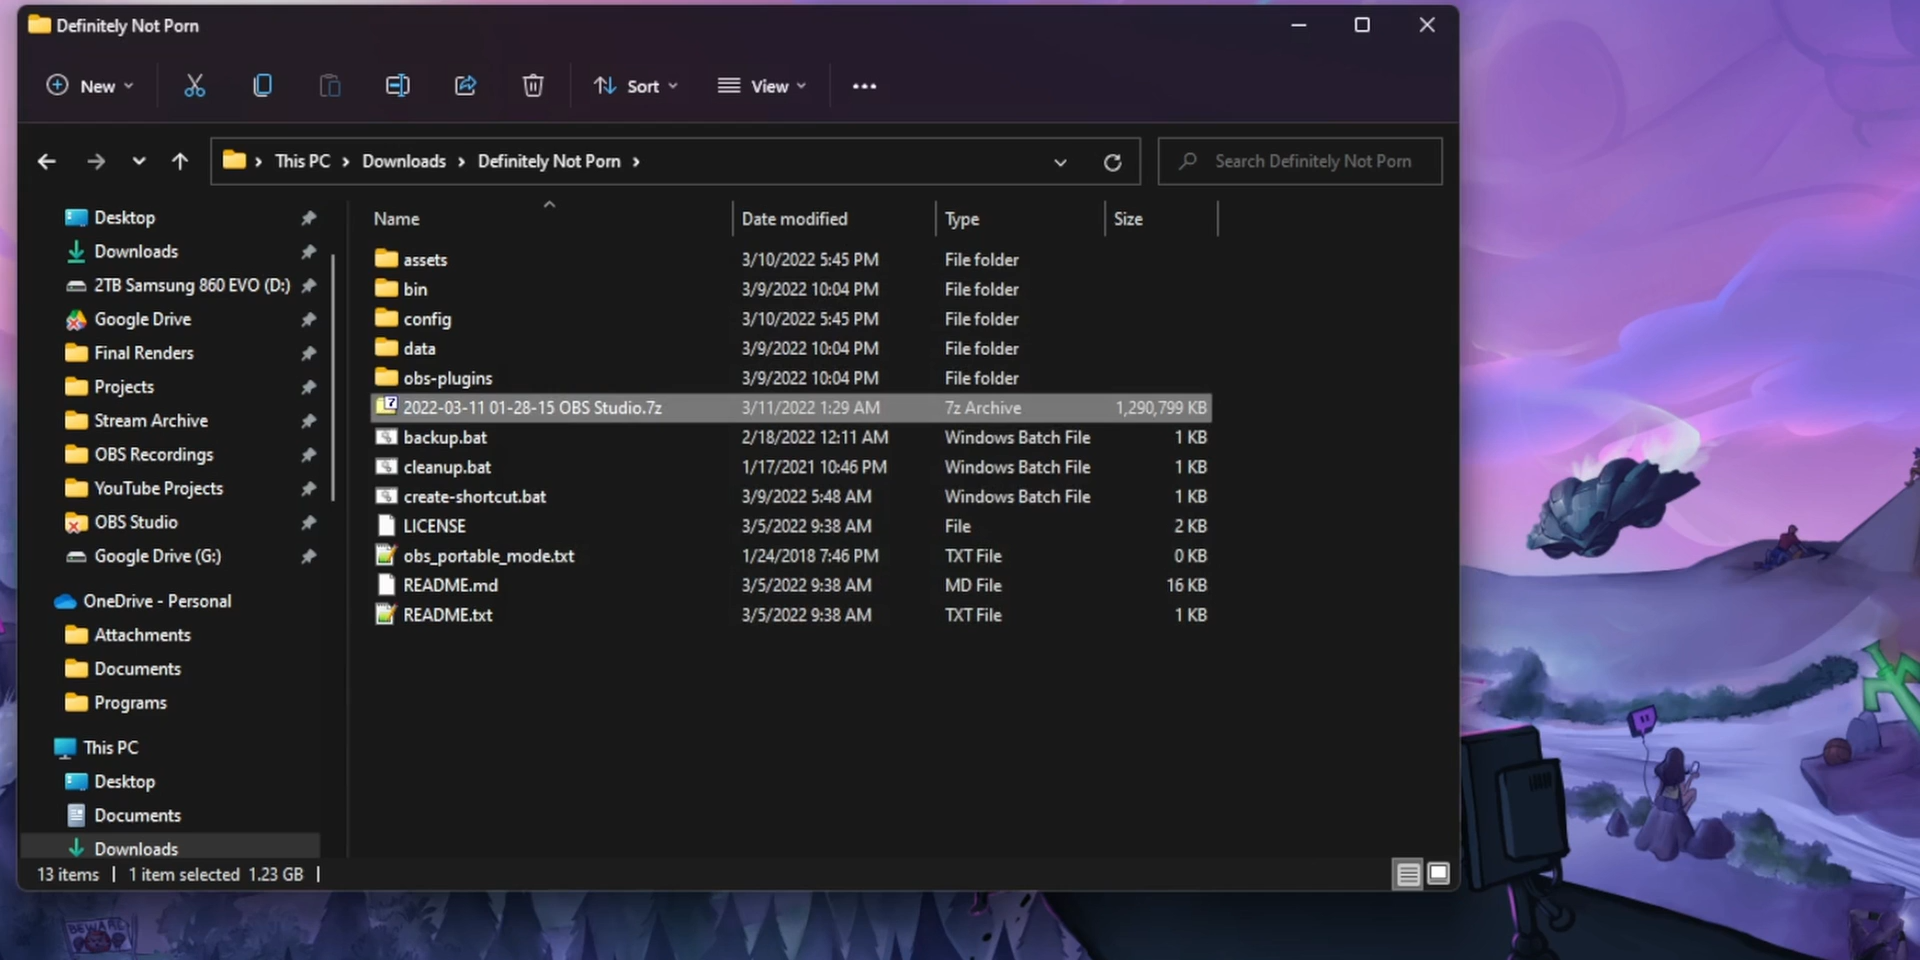 Definitely Not Porn
New Sort View
This PC Downloads Definitely Not Porn Search Definitely Not Porn
Name Date modified Type Size
Desktop
Downloads
2TB Samsung 860 EVO (D:)
Google Drive
Final Renders
Projects
Stream Archive
OBS Recordings
YouTube Projects
OBS Studio
Google Drive (G:)
OneDrive - Personal
Attachments
Documents
Programs
This PC
Desktop
Documents
Downloads
assets 3/10/2022 5:45 PM File folder
bin 3/9/2022 10:04 PM File folder
config 3/10/2022 5:45 PM File folder
data 3/9/2022 10:04 PM File folder
obs-plugins 3/9/2022 10:04 PM File folder
2022-03-11 01-28-15 OBS Studio.7z 3/11/2022 1:29 AM 7z Archive 1,290,799 KB
backup.bat 2/18/2022 12:11 AM Windows Batch File 1 KB
cleanup.bat 1/17/2021 10:46 PM Windows Batch File 1 KB
create-shortcut.bat 3/9/2022 5:48 AM Windows Batch File 1 KB
LICENSE 3/5/2022 9:38 AM File 2 KB
obs_portable_mode.txt 1/24/2018 7:46 PM TXT File 0 KB
README.md 3/5/2022 9:38 AM MD File 16 KB
README.txt 3/5/2022 9:38 AM TXT File 1 KB
13 items | 1 item selected 1.23 GB |
BEWARE